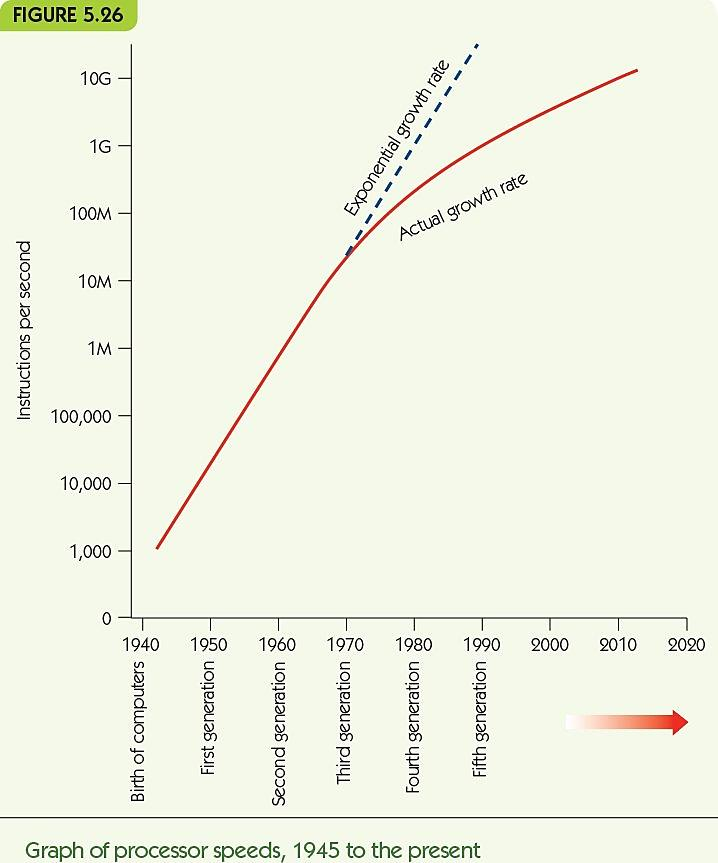 FIGURE 5.26
Instructions per second
10G
1G
100M
10M
1M
100,000
10,000
1,000
0
Exponential growth rate
Actual growth rate
1940 1950 1960 1970 1980 1990 2000 2010 2020
Birth of computers
First generation
Second generation
Third generation
Fourth generation
Fifth generation
Graph of processor speeds, 1945 to the present